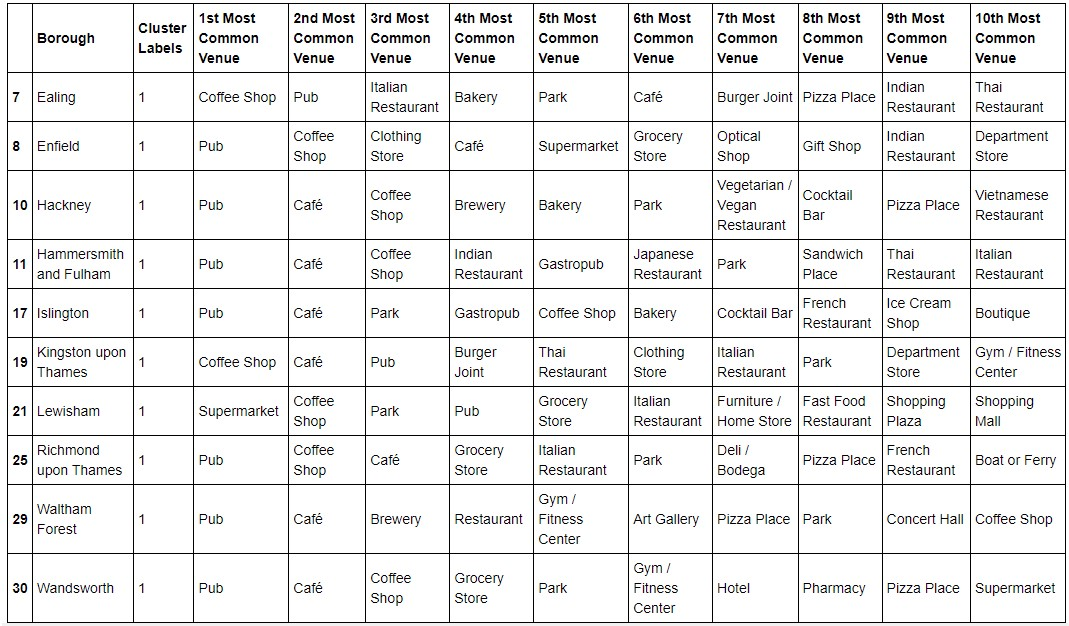 Borough Cluster Labels 1st Most Common Venue 2nd Most Common Venue 3rd Most Common Venue 4th Most Common Venue 5th Most Common Venue 6th Most Common Venue 7th Most Common Venue 8th Most Common Venue 9th Most Common Venue 10th Most Common Venue
7 Ealing 1 Coffee Shop Pub Italian Restaurant Bakery Park Café Burger Joint Pizza Place Indian Restaurant Thai Restaurant
8 Enfield 1 Pub Coffee Shop Clothing Store Café Supermarket Grocery Store Optical Shop Gift Shop Indian Restaurant Department Store
10 Hackney 1 Pub Café Coffee Shop Brewery Bakery Park Vegetarian / Vegan Restaurant Cocktail Bar Pizza Place Vietnamese Restaurant
11 Hammersmith and Fulham 1 Pub Café Coffee Shop Indian Restaurant Gastropub Japanese Restaurant Park Sandwich Place Thai Restaurant Italian Restaurant
17 Islington 1 Pub Café Park Gastropub Coffee Shop Bakery Cocktail Bar French Restaurant Ice Cream Shop Boutique
19 Kingston upon Thames 1 Coffee Shop Café Pub Burger Joint Thai Restaurant Clothing Store Italian Restaurant Park Department Store Gym / Fitness Center
21 Lewisham 1 Supermarket Coffee Shop Park Pub Grocery Store Italian Restaurant Furniture / Home Store Fast Food Restaurant Shopping Plaza Shopping Mall
25 Richmond upon Thames 1 Pub Coffee Shop Café Grocery Store Italian Restaurant Park Deli / Bodega Pizza Place French Restaurant Boat or Ferry
29 Waltham Forest 1 Pub Café Brewery Restaurant Gym / Fitness Center Art Gallery Pizza Place Park Concert Hall Coffee Shop
30 Wandsworth 1 Pub Café Coffee Shop Grocery Store Park Gym / Fitness Center Hotel Pharmacy Pizza Place Supermarket